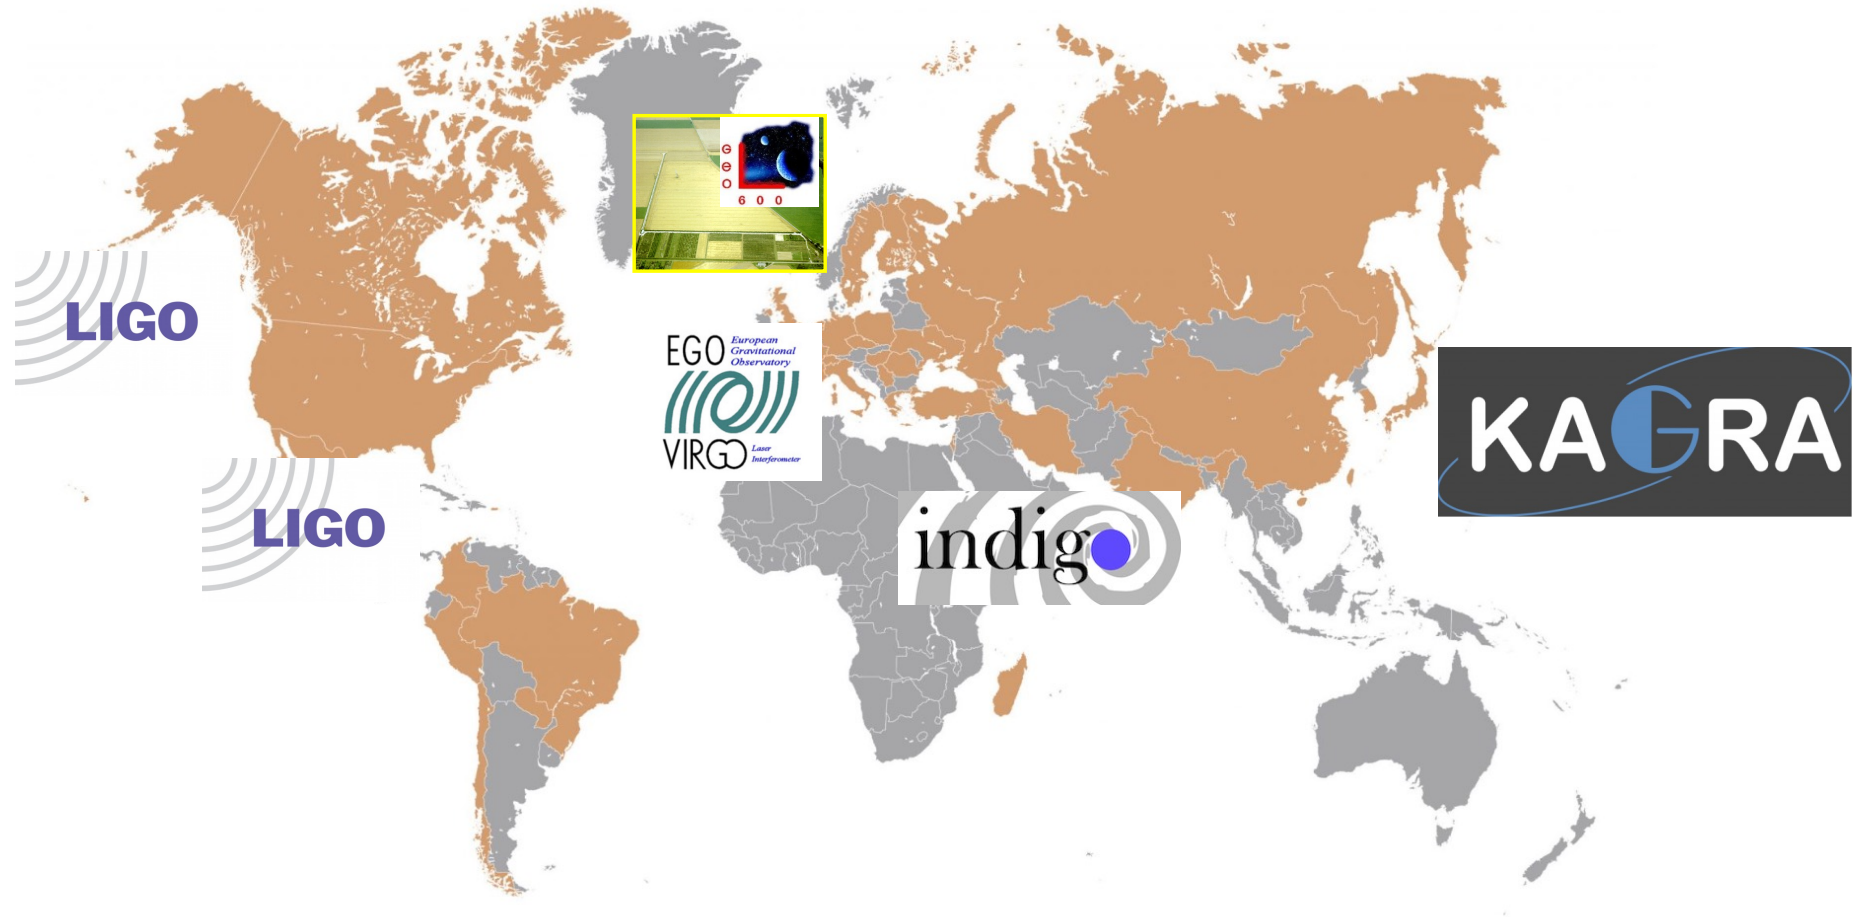 G
e
O
6 0 0
LIGO
EGO European
Gravitational
Observatory
VIRGO Laser
Interferometer
KAGRA
LIGO
indigo